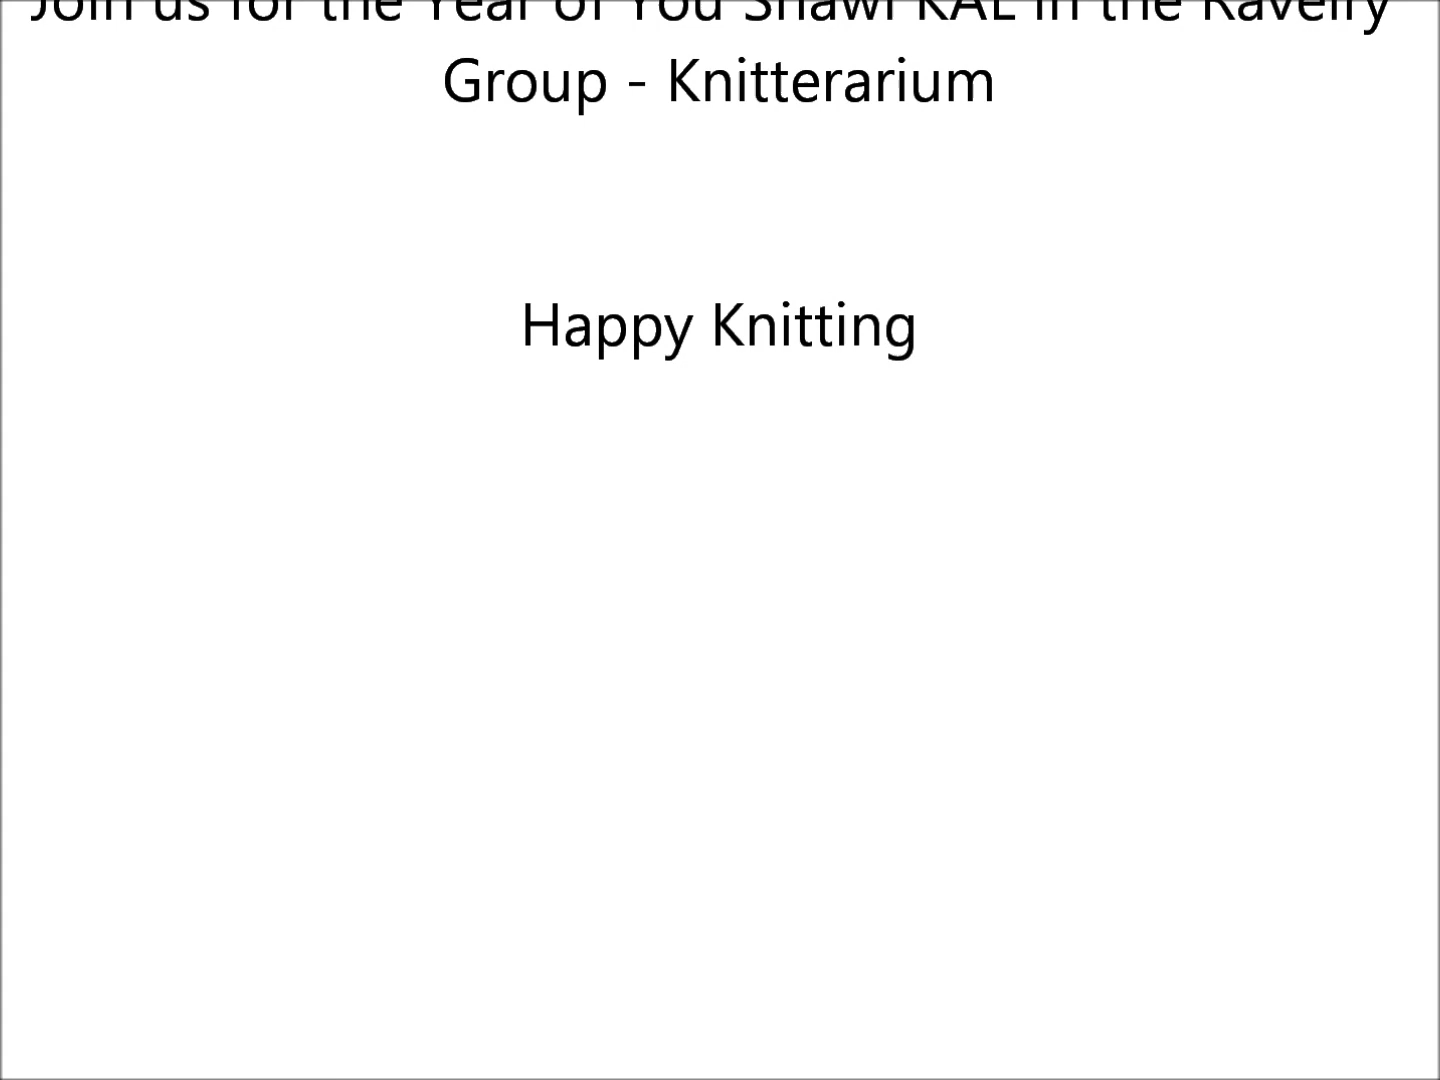 Join us for the Year of You Shawl KAL in the Ravelry
Group - Knitterarium
Happy Knitting